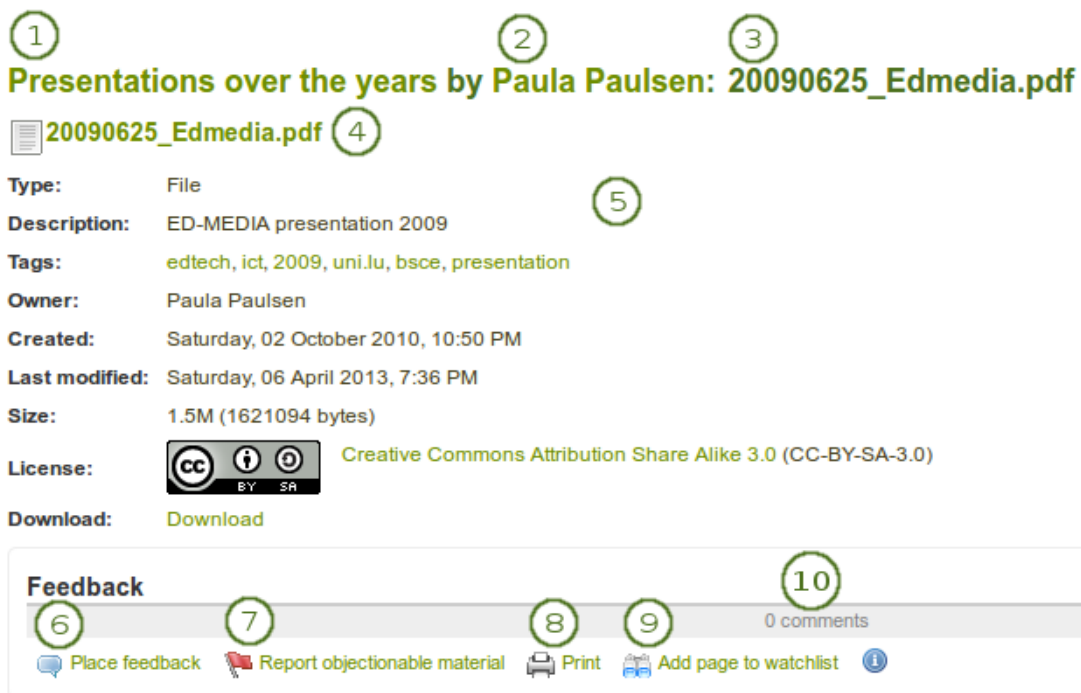 1 2 3
Presentations over the years by Paula Paulsen: 20090625_Edmedia.pdf
20090625_Edmedia.pdf 4
Type: File 5
Description: ED-MEDIA presentation 2009
Tags: edtech, ict, 2009, uni.lu, bsce, presentation
Owner: Paula Paulsen
Created: Saturday, 02 October 2010, 10:50 PM
Last modified: Saturday, 06 April 2013, 7:36 PM
Size: 1.5M (1621094 bytes)
License: cc BY SA Creative Commons Attribution Share Alike 3.0 (CC-BY-SA-3.0)
Download: Download
Feedback 10
6 7 8 9 0 comments
Place feedback Report objectionable material Print Add page to watchlist i